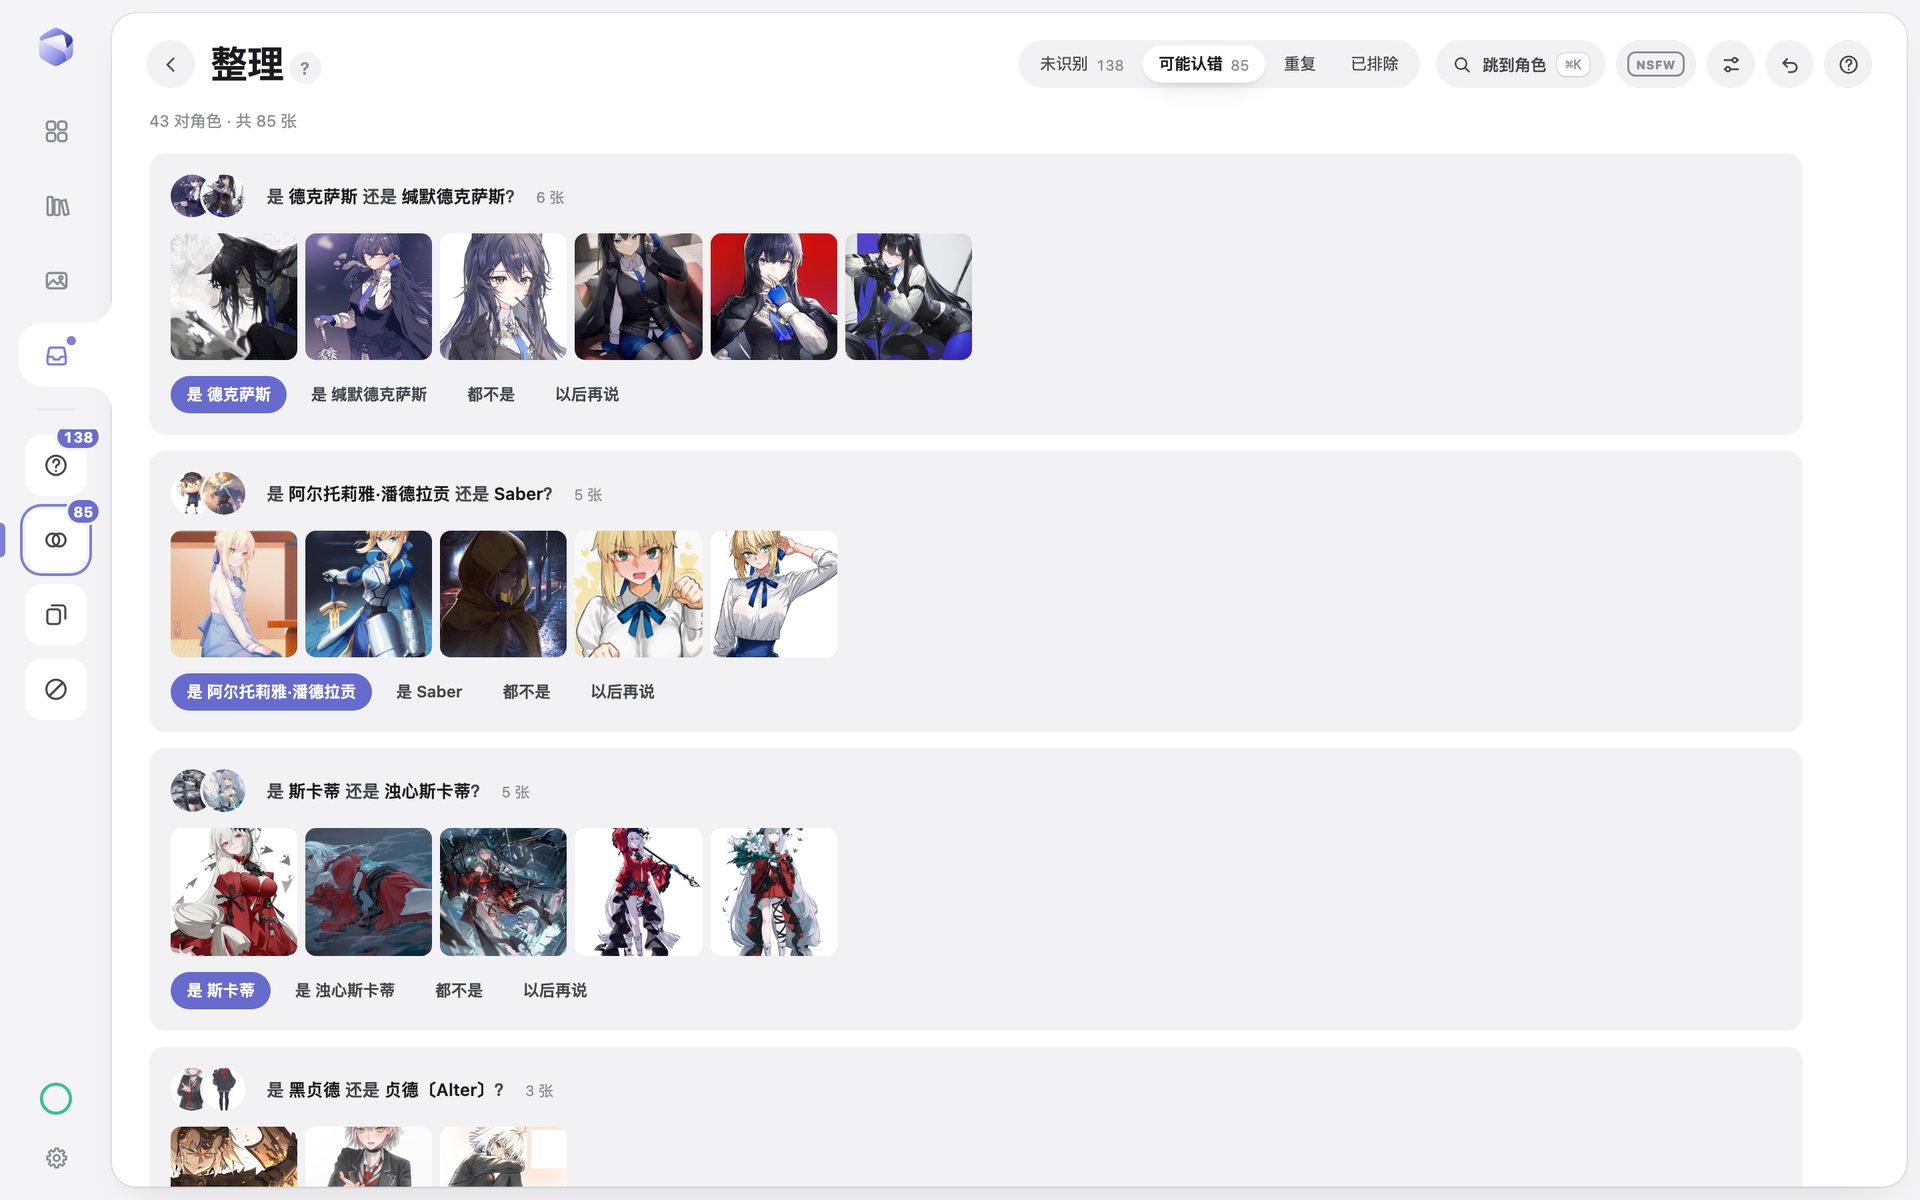 整理 ?
未识别 138 可能认错 85 重复 已排除 跳到角色 ⌘K NSFW
43 对角色 · 共 85 张
138
85
是 德克萨斯 还是 缄默德克萨斯? 6 张
是 德克萨斯 是 缄默德克萨斯 都不是 以后再说
是 阿尔托莉雅·潘德拉贡 还是 Saber? 5 张
是 阿尔托莉雅·潘德拉贡 是 Saber 都不是 以后再说
是 斯卡蒂 还是 浊心斯卡蒂? 5 张
是 斯卡蒂 是 浊心斯卡蒂 都不是 以后再说
是 黑贞德 还是 贞德〔Alter〕? 3 张